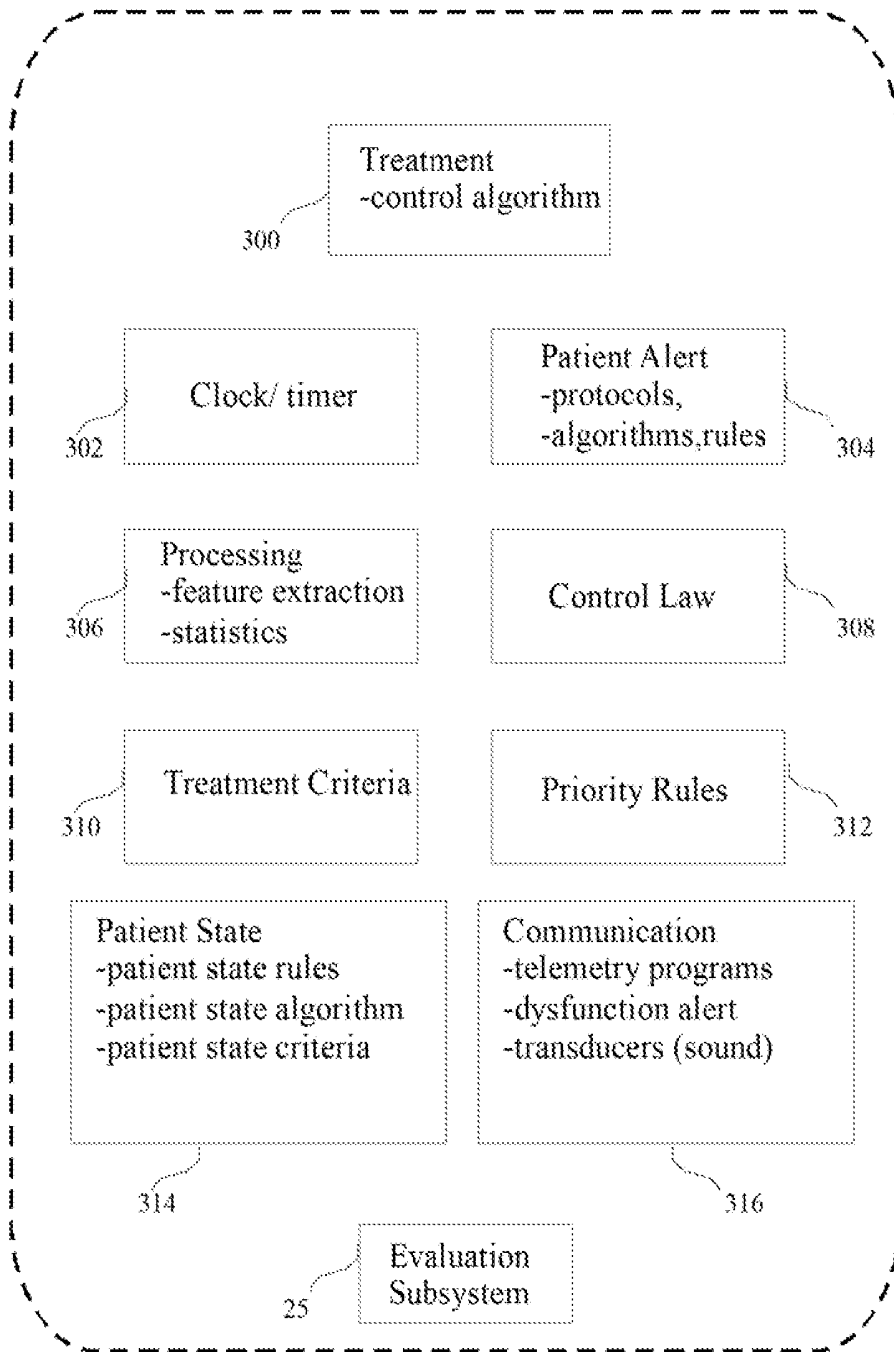 Treatment
-control algorithm
300
Clock/ timer
302
Patient Alert
-protocols,
-algorithms,rules
304
Processing
-feature extraction
-statistics
306
Control Law
308
Treatment Criteria
310
Priority Rules
312
Patient State
-patient state rules
-patient state algorithm
-patient state criteria
314
Communication
-telemetry programs
-dysfunction alert
-transducers (sound)
316
Evaluation
Subsystem
25